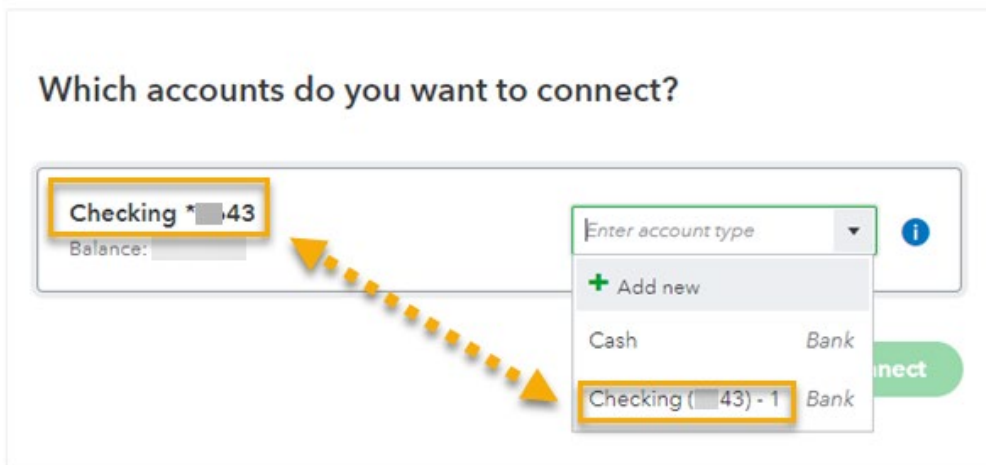 Which accounts do you want to connect?
Checking * 43
Balance:
Enter account type
+ Add new
Cash Bank
Checking ( 43) - 1 Bank
nnect